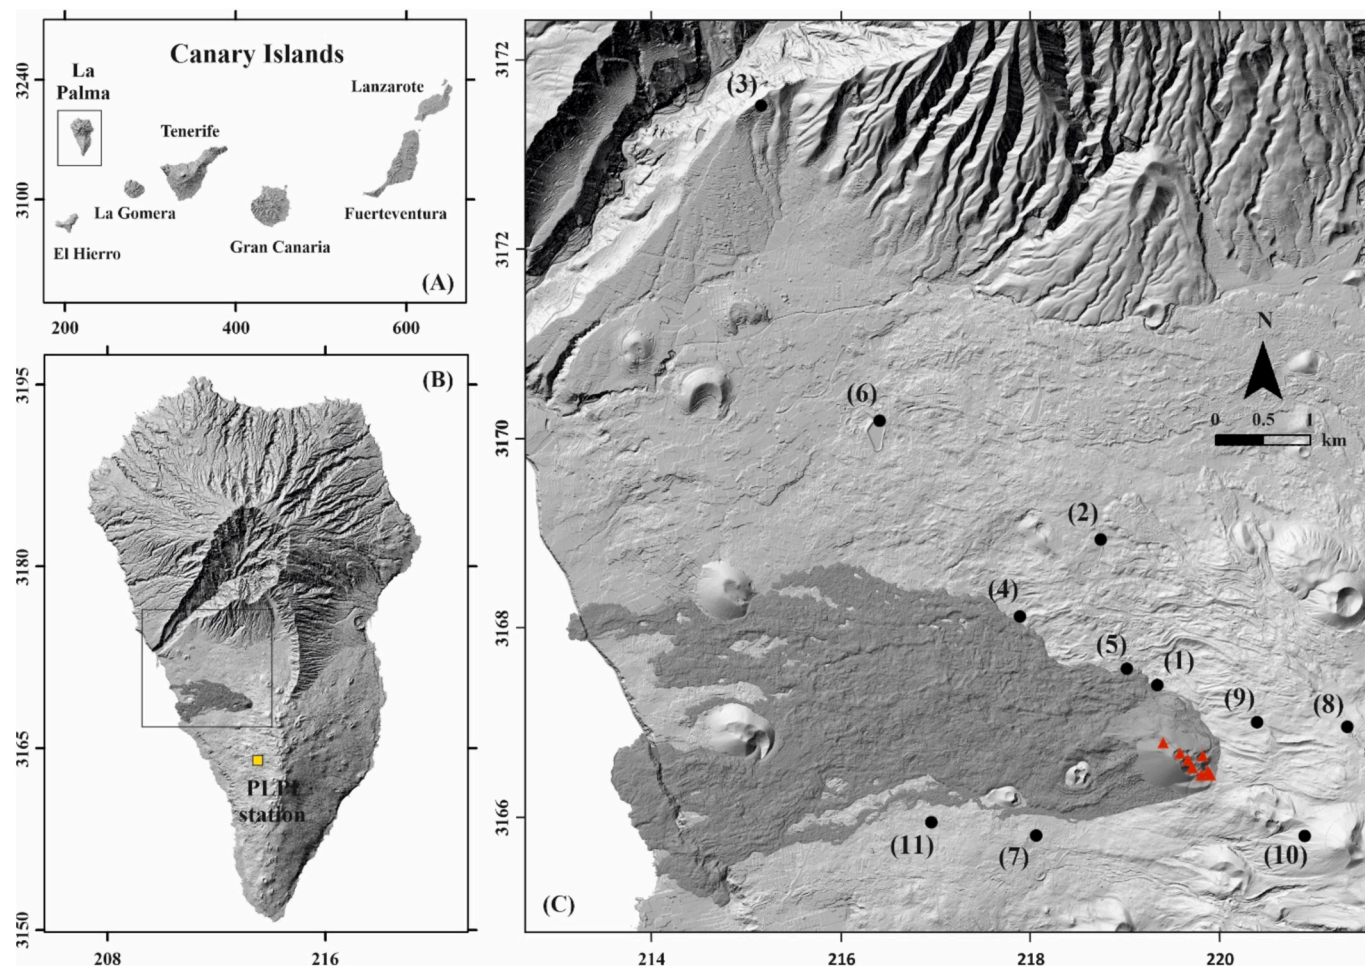 Canary Islands
La
Palma
Lanzarote
Tenerife
La Gomera
Fuerteventura
Gran Canaria
El Hierro
(A)
3240
3100
200
400
600
(B)
3195
3180
3165
3150
PLPI
station
208
216
3172
3172
3170
3168
3166
(3)
N
0
0.5
1
km
(6)
(2)
(4)
(5)
(1)
(9)
(8)
(11)
(7)
(10)
(C)
214
216
218
220